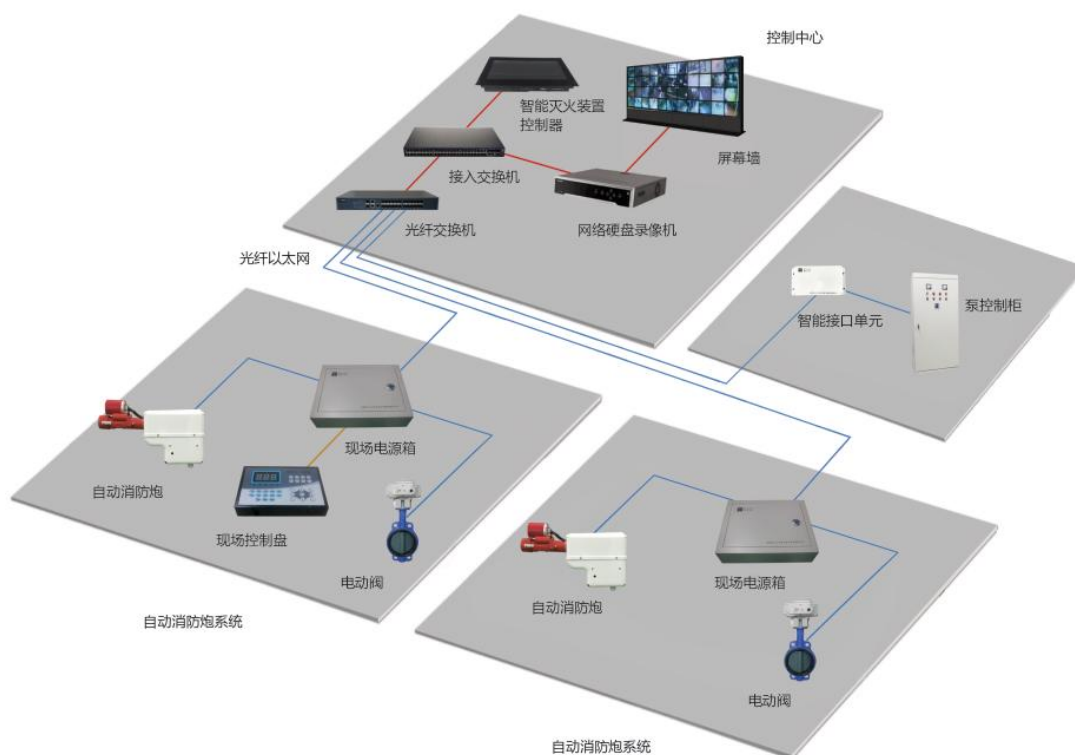 控制中心
智能灭火装置
控制器
屏幕墙
接入交换机
光纤交换机
网络硬盘录像机
光纤以太网
智能接口单元
泵控制柜
现场电源箱
自动消防炮
现场控制盘
电动阀
自动消防炮系统
现场电源箱
自动消防炮
电动阀
自动消防炮系统